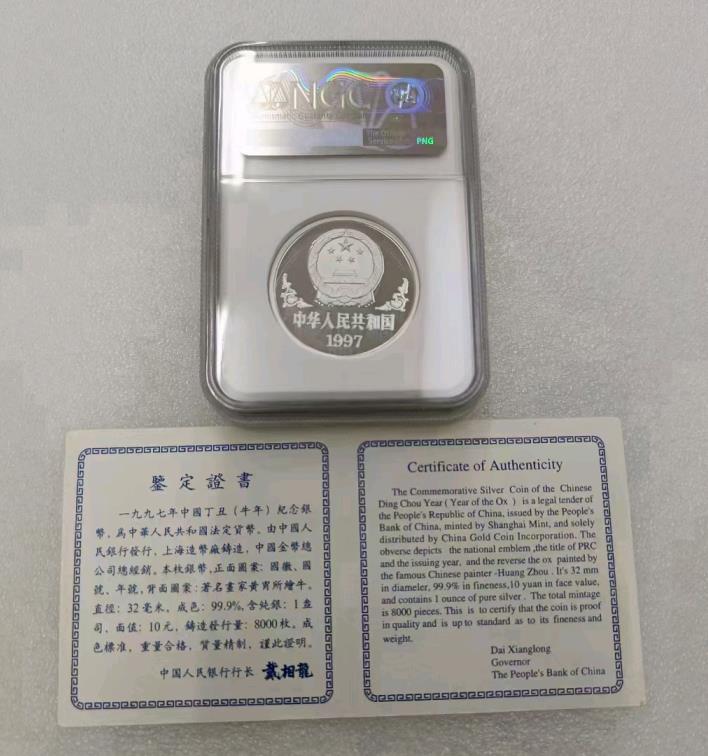 NGC
Numismatic Guaranty
The Official
Service of
PNG
中华人民共和国
1997
鑒定證書
一九九七年中國丁丑（牛年）紀念銀
幣，爲中華人民共和國法定貨幣。由中國人
民銀行發行，上海造幣廠鑄造，中國金幣總
公司總經銷。本枚銀幣，正面圖案：國徽、國
號、年號，背面圖案：著名畫家黃胄所繪牛。
直徑：32毫米，成色：99.9%，含純銀：1盎
司，面值：10元，鑄造發行量：8000枚。成
色標准，重量合格，質量精制，謹此證明。
中国人民银行行长 戴相龍
Certificate of Authenticity
The Commemorative Silver Coin of the Chinese
Ding Chou Year ( Year of the Ox ) is a legal tender of
the People's Republic of China, issued by the People's
Bank of China, minted by Shanghai Mint, and solely
distributed by China Gold Coin Incorporation. The
obverse depicts the national emblem ,the title of PRC
and the issuing year, and the reverse the ox painted by
the famous Chinese painter -Huang Zhou . It's 32 mm
in diameler, 99.9% in fineness,10 yuan in face value,
and contains 1 ounce of pure silver . The total mintage
is 8000 pieces. This is to certify that the coin is proof
in quality and is up to standard as to its fineness and
weight.
Dai Xianglong
Governor
The People's Bank of China